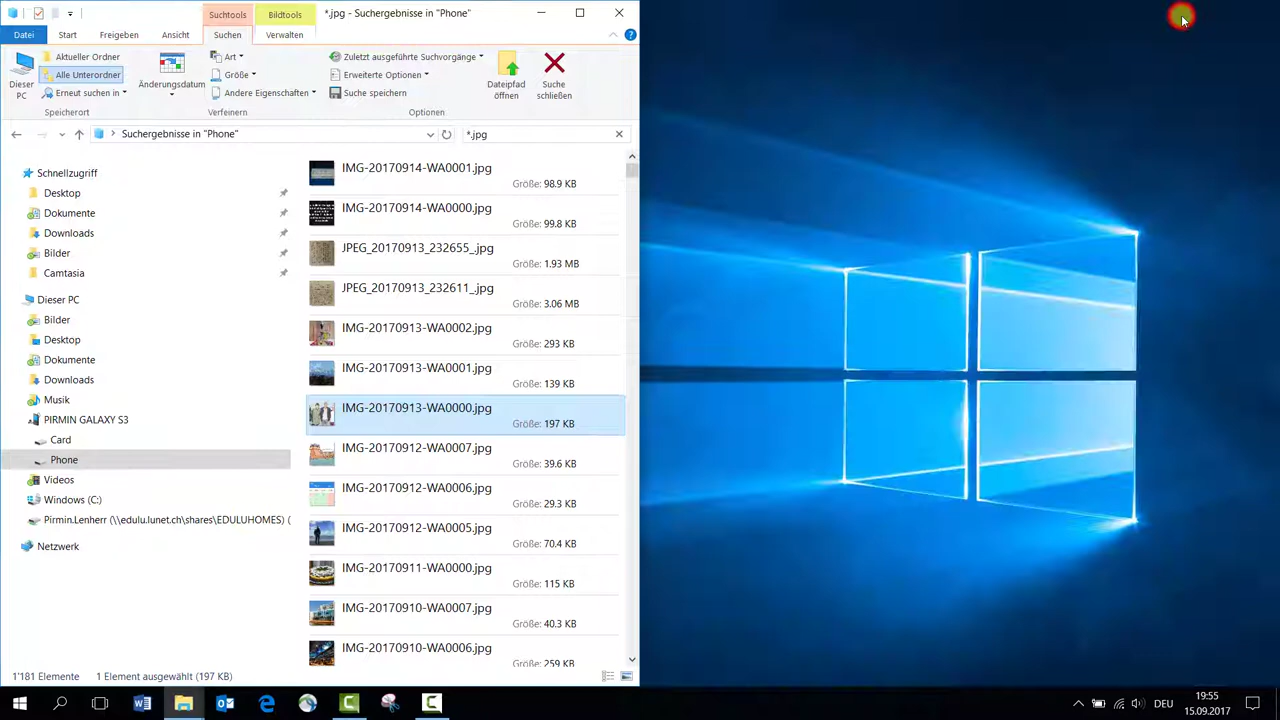 Suchtools Bildtools *.jpg - Suchergebnisse in "Phone"
Datei Start Freigeben Ansicht Suchen Verwalten
Dieser PC
Aktueller Ordner
Alle Unterordner
Erneut suchen in
Speicherort
Änderungsdatum
Art
Größe
Andere Eigenschaften
Verfeinern
Zuletzt ausgeführte Suchvorgänge
Erweiterte Optionen
Suche speichern
Dateipfad öffnen
Suche schließen
Optionen
Suchergebnisse in "Phone"
*.jpg
Schnellzugriff
Desktop
Dokumente
Downloads
Bilder
Camtasia
Dieser PC
Bilder
Desktop
Dokumente
Downloads
Musik
PIRMIN GALAXY S3
Card
Phone
Videos
Windows (C:)
Pirmin.Lenherr (\\edulu.lunet.ch\shares\EDULUHOMES) (
Netzwerk
IMG-20170914-WA0001.jpg
Größe: 98.9 KB
IMG-20170914-WA0000.jpg
Größe: 99.8 KB
JPEG_20170913_232655_.jpg
Größe: 1.93 MB
JPEG_20170913_232611_.jpg
Größe: 3.06 MB
IMG-20170913-WA0002.jpg
Größe: 293 KB
IMG-20170913-WA0001.jpg
Größe: 139 KB
IMG-20170913-WA0000.jpg
Größe: 197 KB
IMG-20170912-WA0007.jpg
Größe: 39.6 KB
IMG-20170912-WA0006.jpg
Größe: 29.3 KB
IMG-20170912-WA0005.jpg
Größe: 70.4 KB
IMG-20170911-WA0000.jpg
Größe: 115 KB
IMG-20170910-WA0007.jpg
Größe: 40.3 KB
IMG-20170910-WA0006.jpg
Größe: 259 KB
1'181 Elemente 1 Element ausgewählt (197 KB)
DEU
19:55
15.09.2017